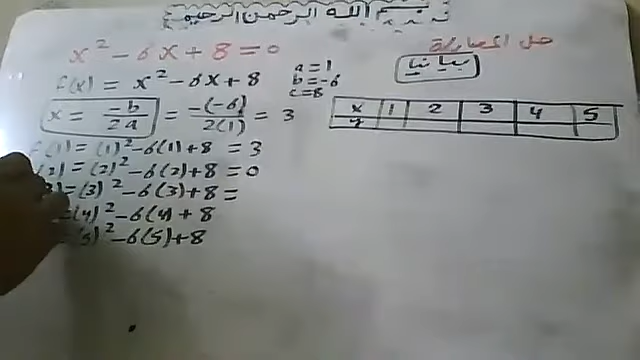 بسم الله الرحمن الرحيم
حل المعادلة
بيانيا
x² - 6x + 8 = 0
f(x) = x² - 6x + 8
a = 1
b = -6
c = 8
x = -b/2a = -(-6)/2(1) = 3
x 1 2 3 4 5
y
f(1) = (1)² - 6(1) + 8 = 3
(2) = (2)² - 6(2) + 8 = 0
3) = (3)² - 6(3) + 8 =
= (4)² - 6(4) + 8
= (5)² - 6(5) + 8